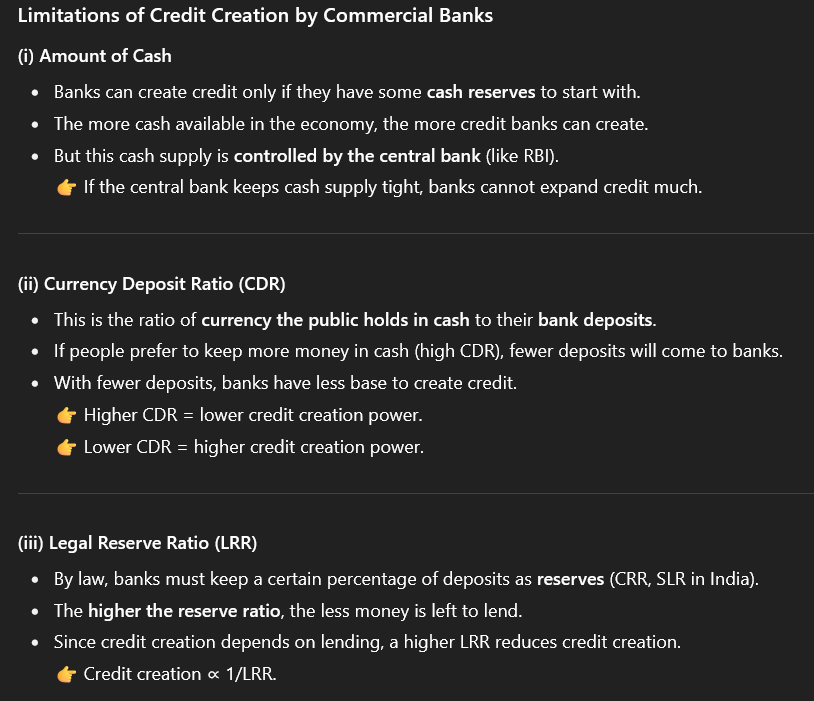 Limitations of Credit Creation by Commercial Banks
(i) Amount of Cash
• Banks can create credit only if they have some cash reserves to start with.
• The more cash available in the economy, the more credit banks can create.
• But this cash supply is controlled by the central bank (like RBI).
👉 If the central bank keeps cash supply tight, banks cannot expand credit much.
(ii) Currency Deposit Ratio (CDR)
• This is the ratio of currency the public holds in cash to their bank deposits.
• If people prefer to keep more money in cash (high CDR), fewer deposits will come to banks.
• With fewer deposits, banks have less base to create credit.
👉 Higher CDR = lower credit creation power.
👉 Lower CDR = higher credit creation power.
(iii) Legal Reserve Ratio (LRR)
• By law, banks must keep a certain percentage of deposits as reserves (CRR, SLR in India).
• The higher the reserve ratio, the less money is left to lend.
• Since credit creation depends on lending, a higher LRR reduces credit creation.
👉 Credit creation ∝ 1/LRR.